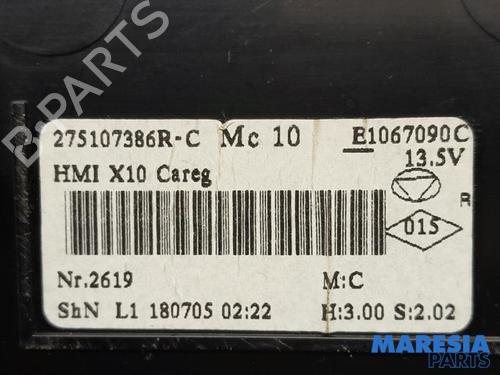 B-PARTS
275107386R-C Mc 10 E1067090C
13.5V
HMI X10 Careg
R
015
Nr.2619 M:C
ShN L1 180705 02:22 H:3.00 S:2.02
MARESIA
PARTS